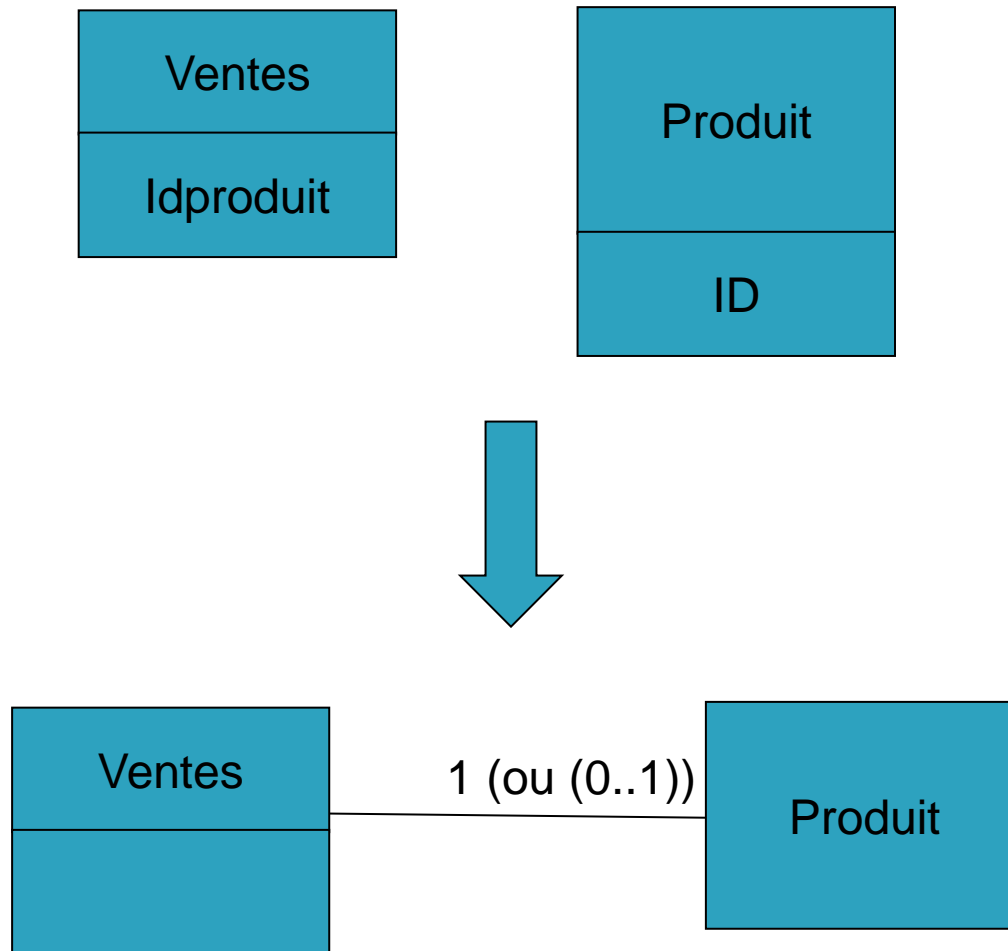 Ventes
Produit
Idproduit
ID
Ventes
1 (ou (0..1))
Produit